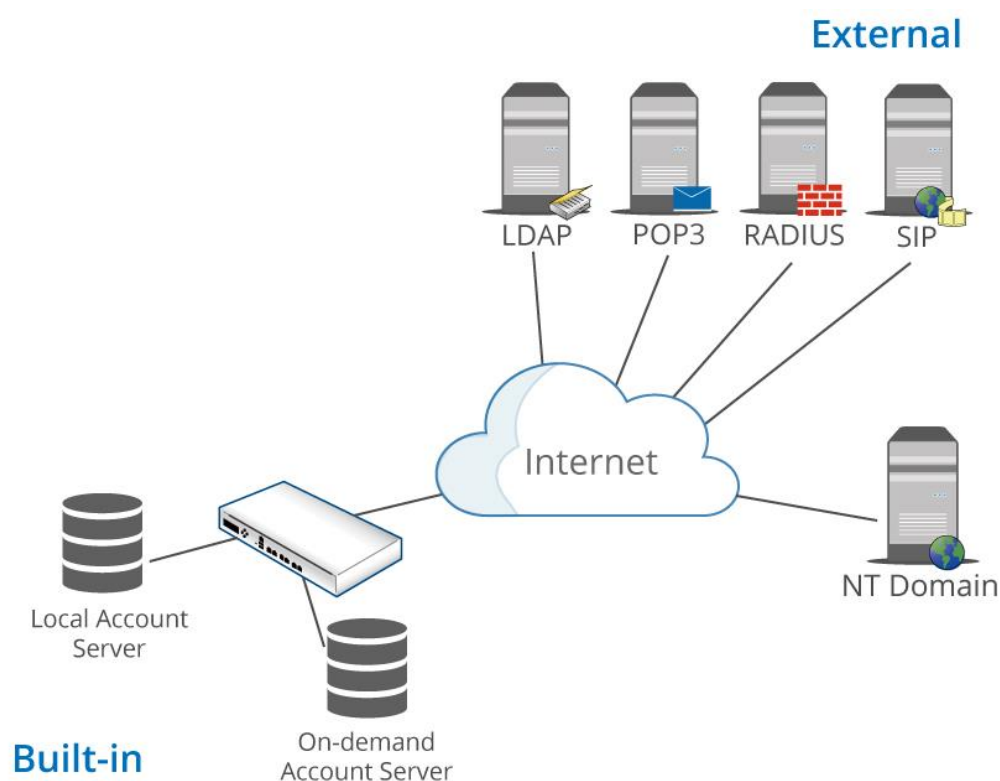 External
LDAP
POP3
RADIUS
SIP
Internet
NT Domain
Local Account
Server
On-demand
Account Server
Built-in